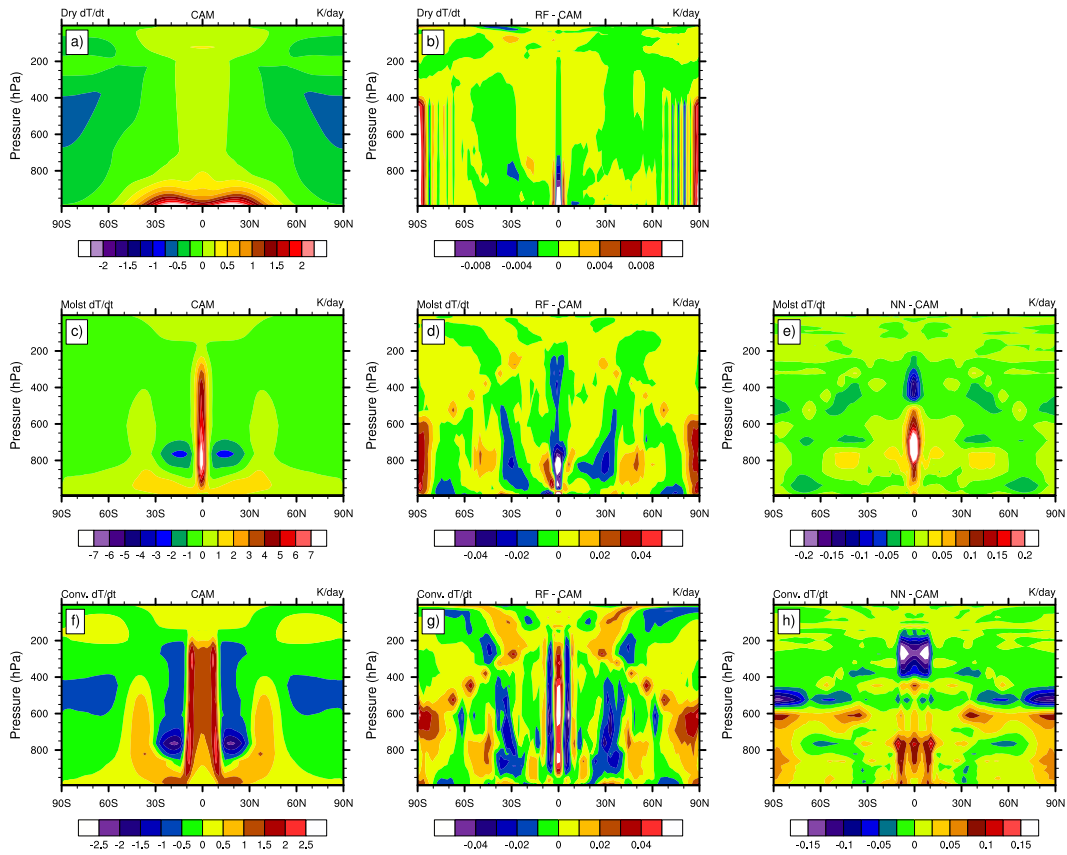 Dry dT/dt CAM K/day
a)
Pressure (hPa)
200
400
600
800
90S 60S 30S 0 30N 60N 90N
-2 -1.5 -1 -0.5 0 0.5 1 1.5 2
Dry dT/dt RF - CAM K/day
b)
Pressure (hPa)
200
400
600
800
90S 60S 30S 0 30N 60N 90N
-0.008 -0.004 0 0.004 0.008
Moist dT/dt CAM K/day
c)
Pressure (hPa)
200
400
600
800
90S 60S 30S 0 30N 60N 90N
-7 -6 -5 -4 -3 -2 -1 0 1 2 3 4 5 6 7
Moist dT/dt RF - CAM K/day
d)
Pressure (hPa)
200
400
600
800
90S 60S 30S 0 30N 60N 90N
-0.04 -0.02 0 0.02 0.04
Moist dT/dt NN - CAM K/day
e)
Pressure (hPa)
200
400
600
800
90S 60S 30S 0 30N 60N 90N
-0.2 -0.15 -0.1 -0.05 0 0.05 0.1 0.15 0.2
Conv. dT/dt CAM K/day
f)
Pressure (hPa)
200
400
600
800
90S 60S 30S 0 30N 60N 90N
-2.5 -2 -1.5 -1 -0.5 0 0.5 1 1.5 2 2.5
Conv. dT/dt RF - CAM K/day
g)
Pressure (hPa)
200
400
600
800
90S 60S 30S 0 30N 60N 90N
-0.04 -0.02 0 0.02 0.04
Conv. dT/dt NN - CAM K/day
h)
Pressure (hPa)
200
400
600
800
90S 60S 30S 0 30N 60N 90N
-0.15 -0.1 -0.05 0 0.05 0.1 0.15